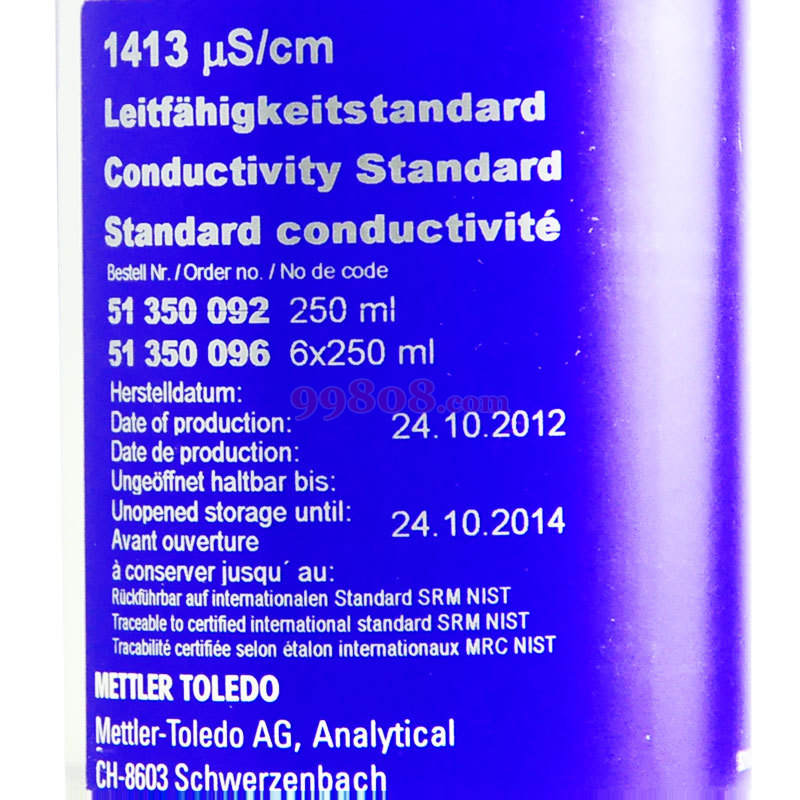 1413 µS/cm
Leitfähigkeitstandard
Conductivity Standard
Standard conductivité
Bestell Nr. / Order no. / No de code
51 350 092 250 ml
51 350 096 6x250 ml
Herstelldatum:
99808.com
Date of production: 24.10.2012
Date de production:
Ungeöffnet haltbar bis:
Unopened storage until: 24.10.2014
Avant ouverture
à conserver jusqu´ au:
Rückführbar auf internationalen Standard SRM NIST
Traceable to certified international standard SRM NIST
Tracabilité certifiée selon étalon internationaux MRC NIST
METTLER TOLEDO
Mettler-Toledo AG, Analytical
CH-8603 Schwerzenbach